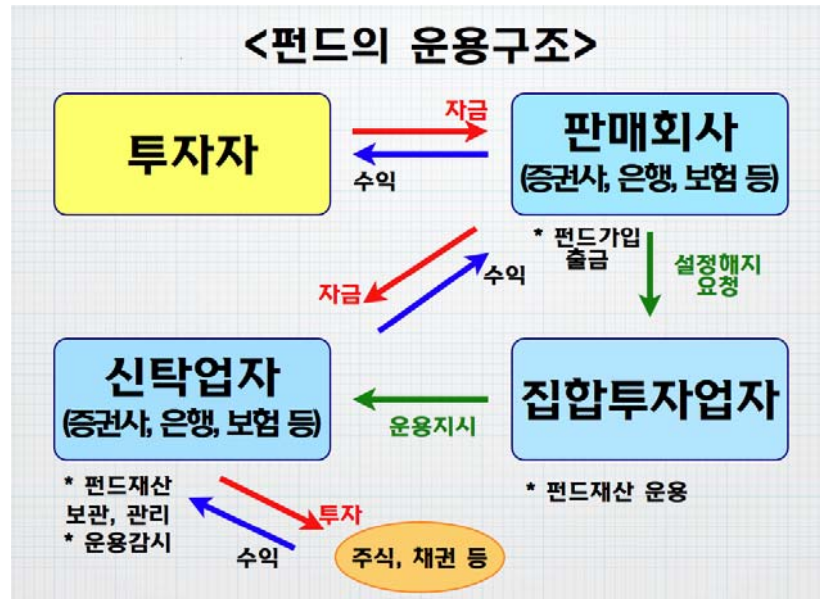 <펀드의 운용구조>
투자자
자금
수익
판매회사
(증권사, 은행, 보험 등)
* 펀드가입
출금
설정해지
요청
자금
수익
신탁업자
(증권사, 은행, 보험 등)
운용지시
집합투자업자
* 펀드재산
보관, 관리
* 운용감시
* 펀드재산 운용
투자
수익
주식, 채권 등